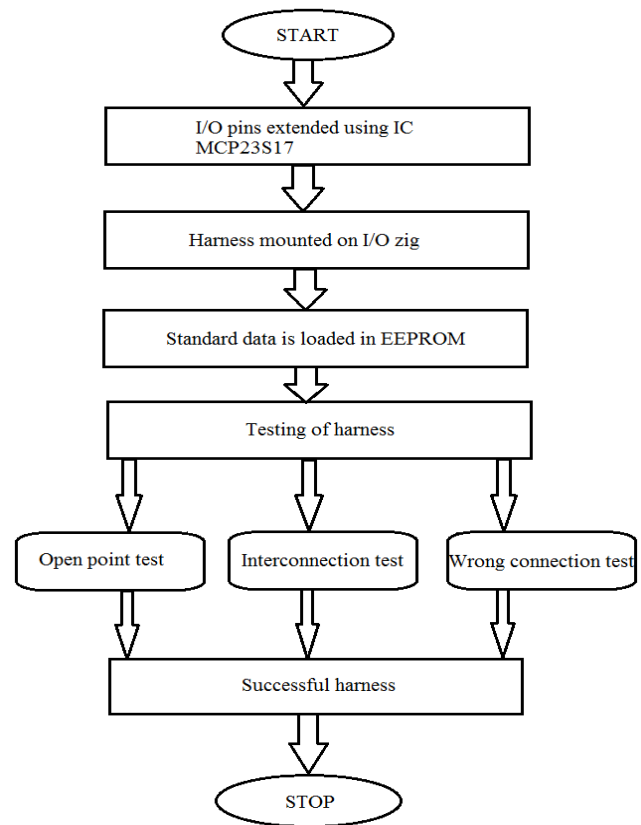 START
I/O pins extended using IC
MCP23S17
Harness mounted on I/O zig
Standard data is loaded in EEPROM
Testing of harness
Open point test
Interconnection test
Wrong connection test
Successful harness
STOP